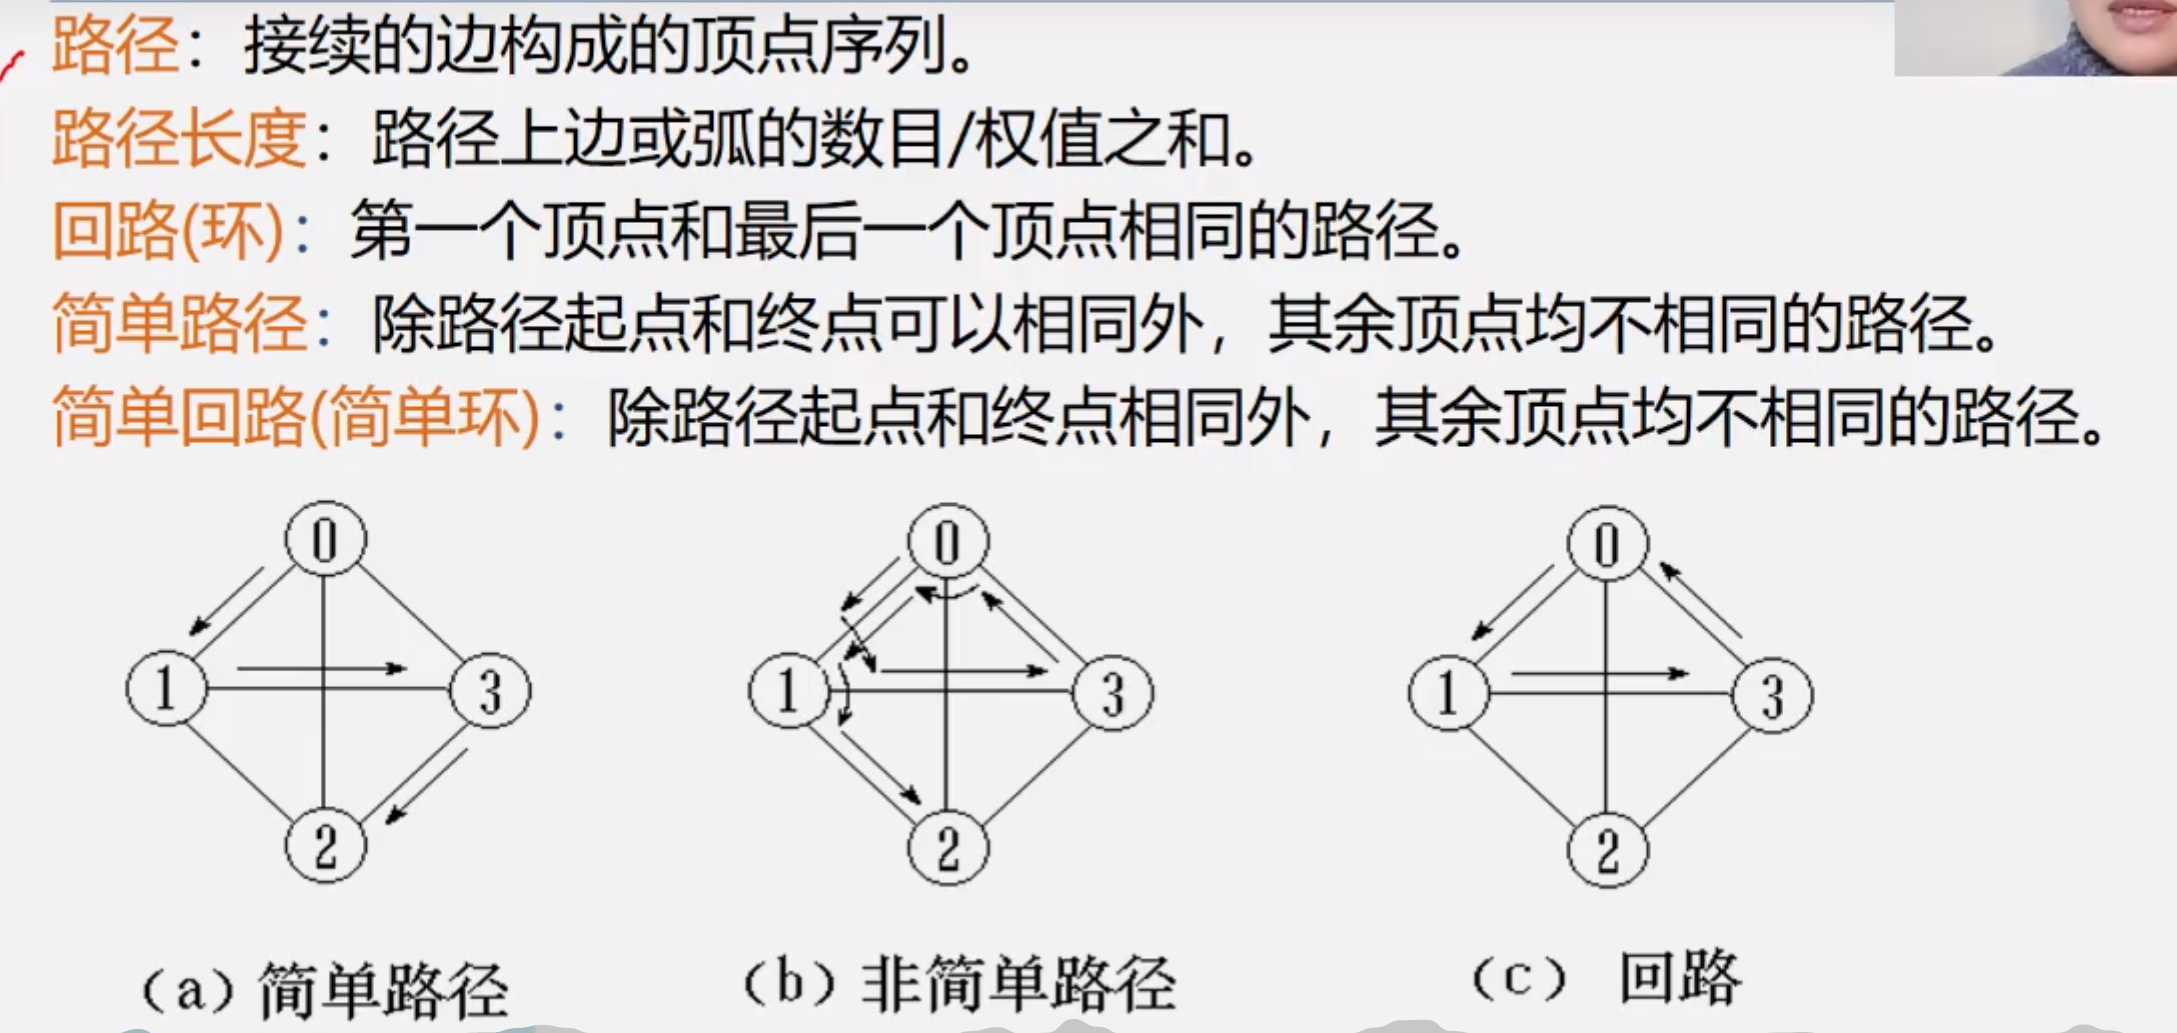 路径：接续的边构成的顶点序列。
路径长度：路径上边或弧的数目/权值之和。
回路(环)：第一个顶点和最后一个顶点相同的路径。
简单路径：除路径起点和终点可以相同外，其余顶点均不相同的路径。
简单回路(简单环)：除路径起点和终点相同外，其余顶点均不相同的路径。
0 0 0
1 3 1 3 1 3
2 2 2
（a）简单路径 （b）非简单路径 （c） 回路